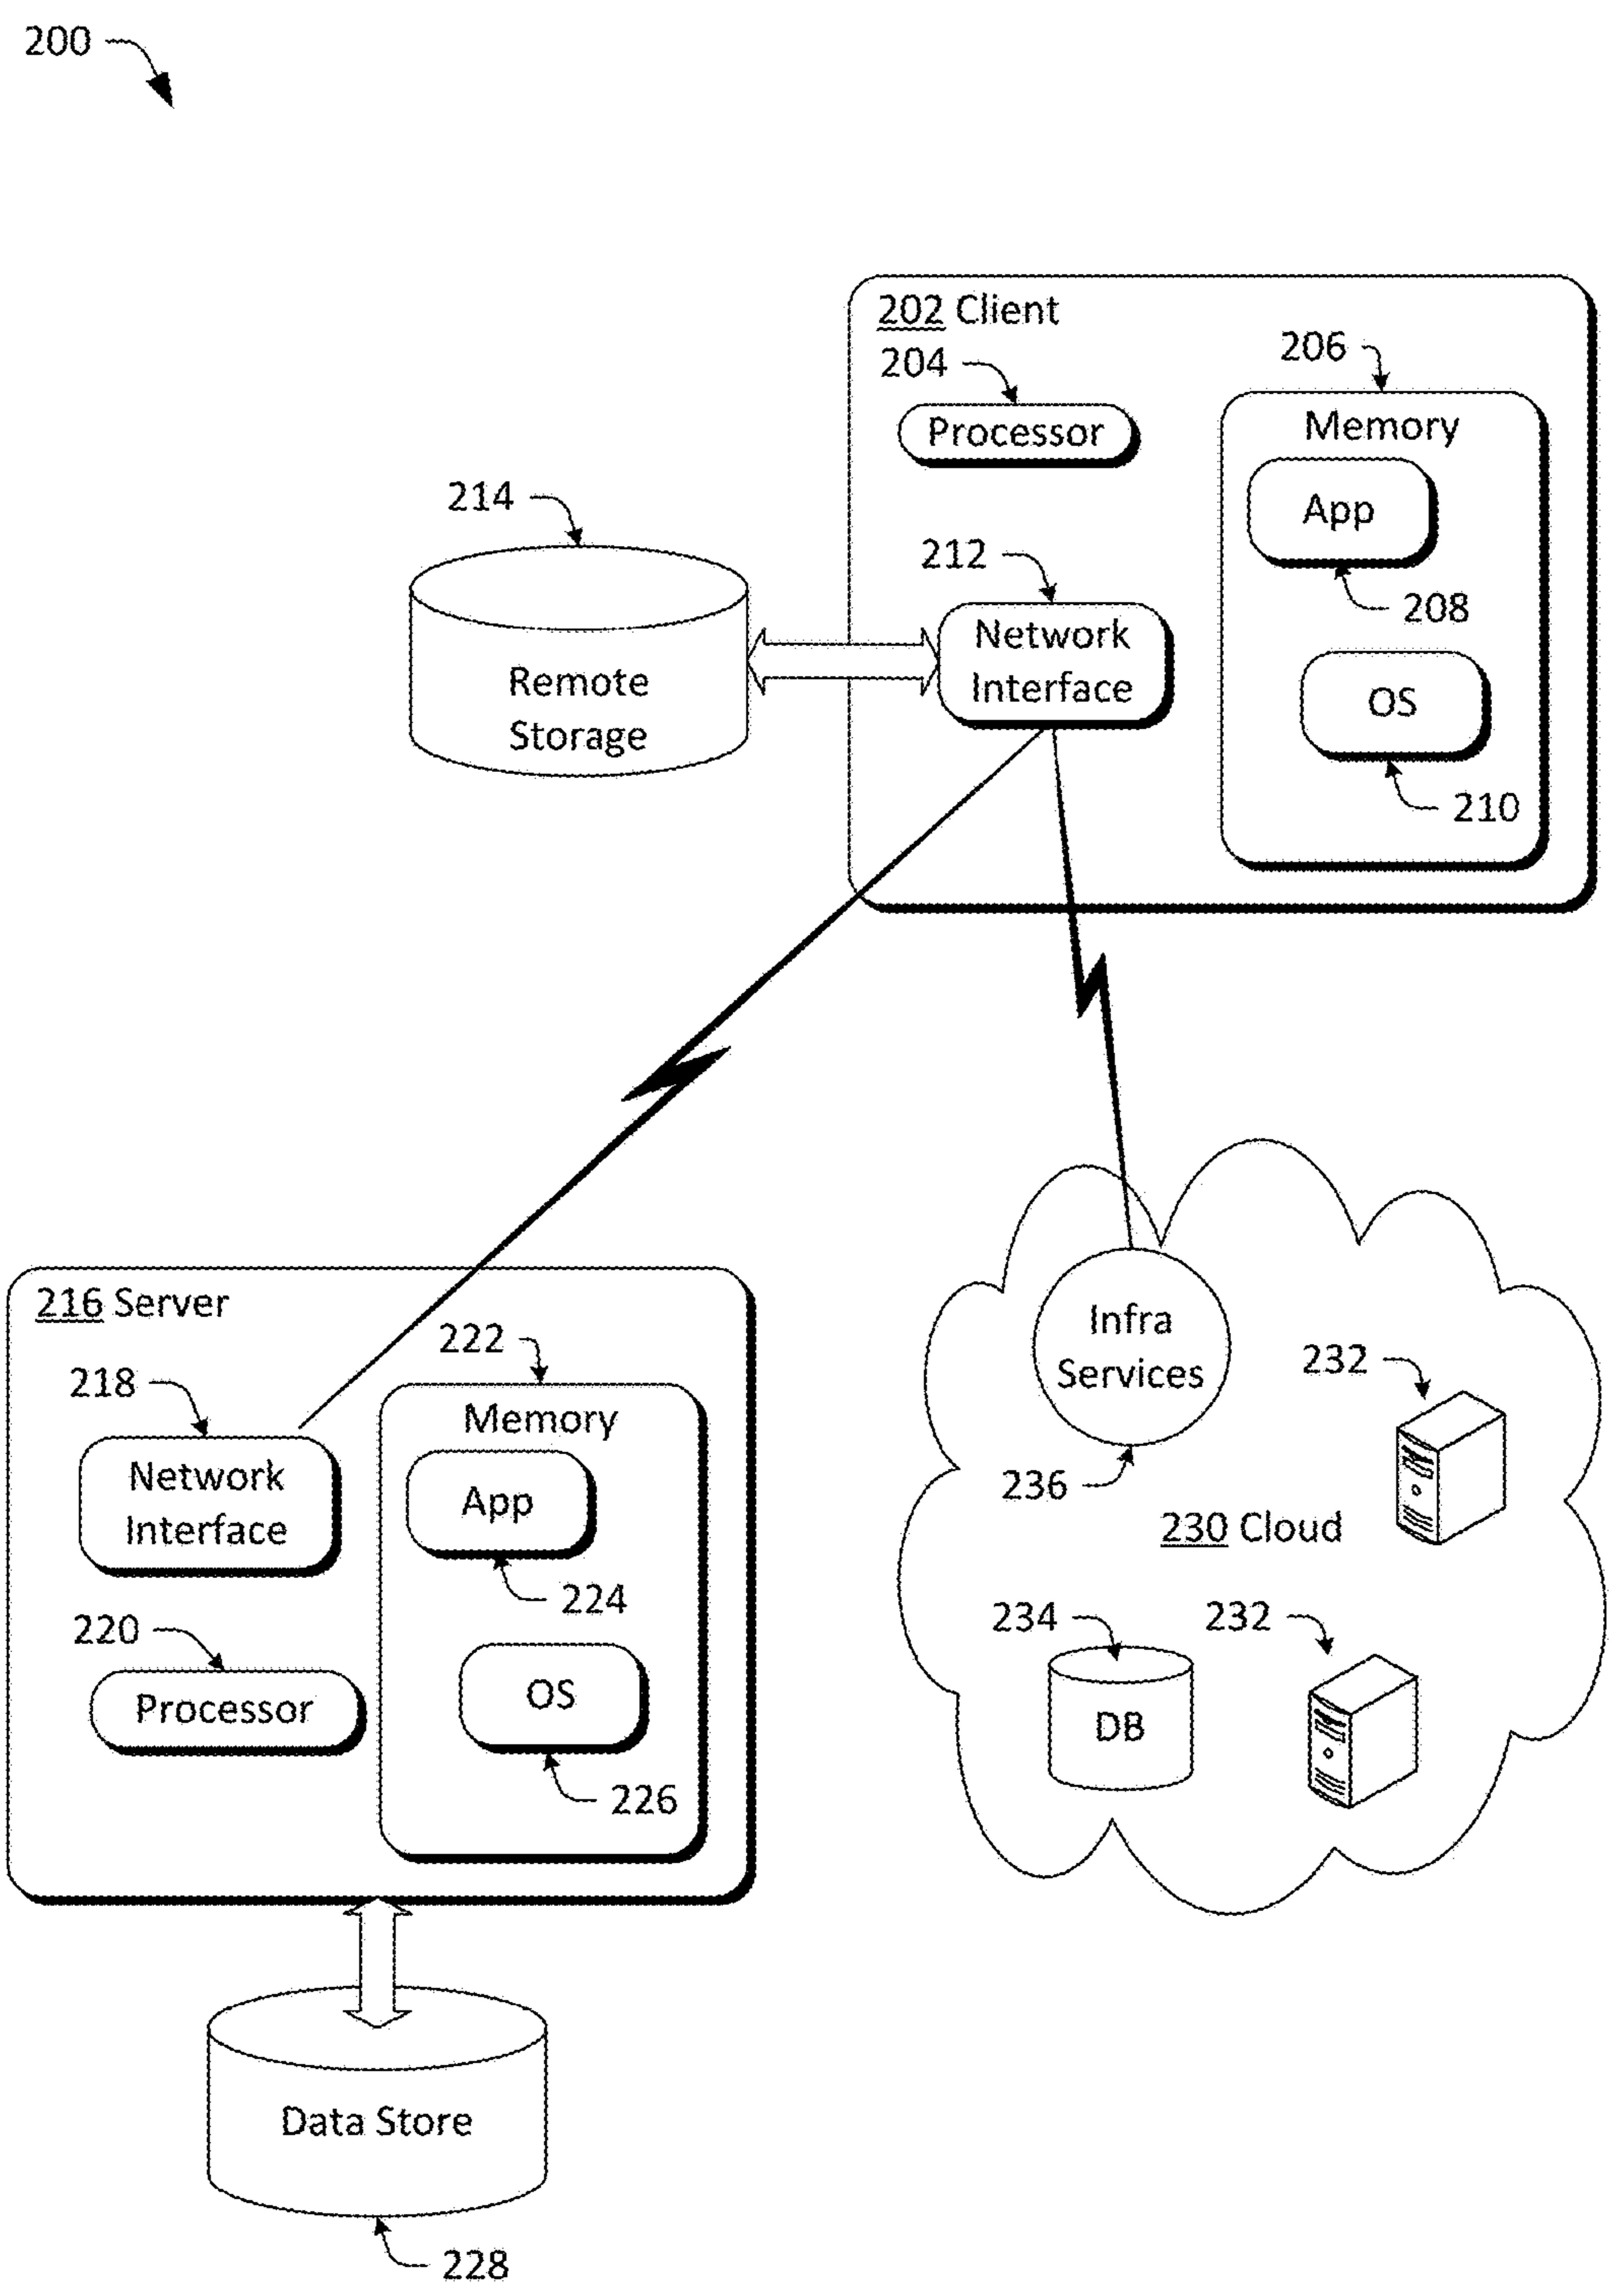 200
202 Client
204
206
Processor
Memory
App
208
214
212
Network
Interface
Remote
Storage
OS
210
216 Server
222
218
Memory
Network
Interface
App
224
220
Processor
OS
226
Infra
Services
232
236
230 Cloud
234
232
DB
Data Store
228